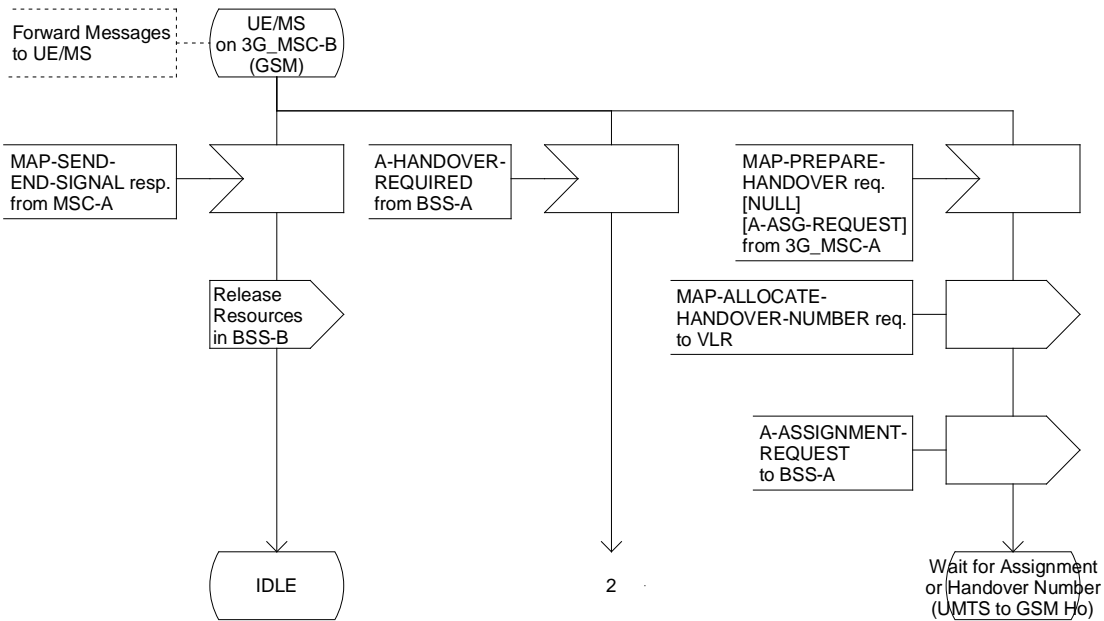 Forward Messages
to UE/MS
UE/MS
on 3G_MSC-B
(GSM)
MAP-SEND-
END-SIGNAL resp.
from MSC-A
A-HANDOVER-
REQUIRED
from BSS-A
MAP-PREPARE-
HANDOVER req.
[NULL]
[A-ASG-REQUEST]
from 3G_MSC-A
Release
Resources
in BSS-B
MAP-ALLOCATE-
HANDOVER-NUMBER req.
to VLR
A-ASSIGNMENT-
REQUEST
to BSS-A
IDLE
2
Wait for Assignment
or Handover Number
(UMTS to GSM Ho)